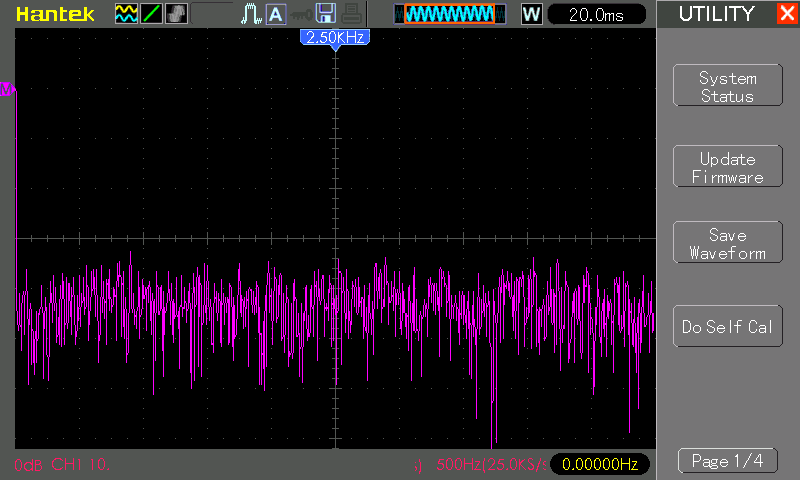 Hantek
A
W
20.0ms
UTILITY
2.50KHz
M
System
Status
Update
Firmware
Save
Waveform
Do Self Cal
0dB CH1 10.
500Hz(25.0KS/s
0.00000Hz
Page 1/4